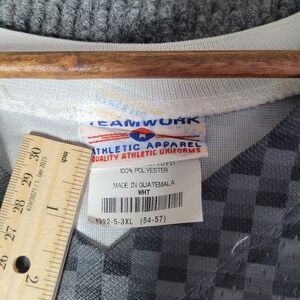 TEAMWORK
ATHLETIC APPAREL
QUALITY ATHLETIC UNIFORMS
100% POLYESTER
MADE IN GUATEMALA
WHT
1992-5-3XL (54-57)
30
29
28
27
26
1
2